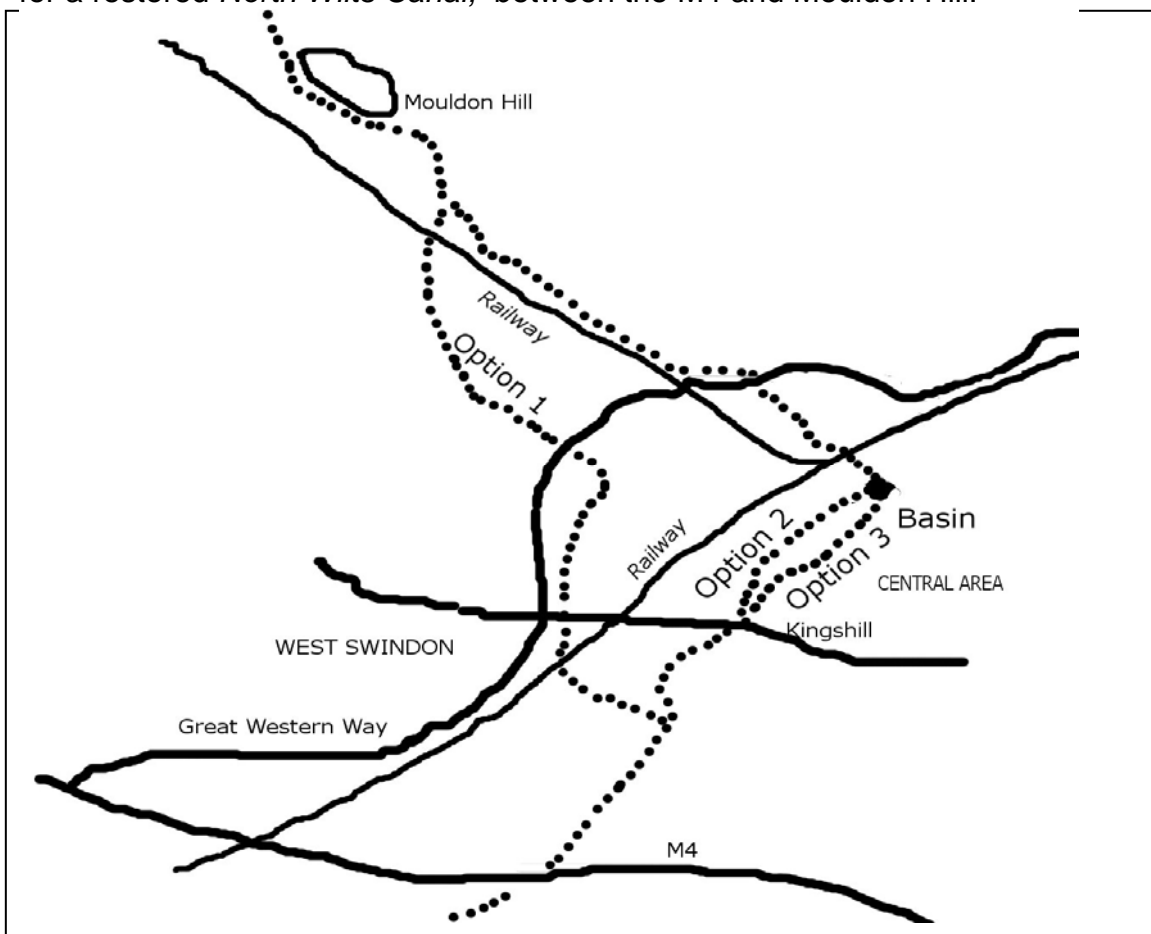 for a restored North Wilts Canal, between the M4 and Mouldon Hill.
Mouldon Hill
Railway
Option 1
Railway
Option 2
Basin
Option 3
CENTRAL AREA
Kingshill
WEST SWINDON
Great Western Way
M4